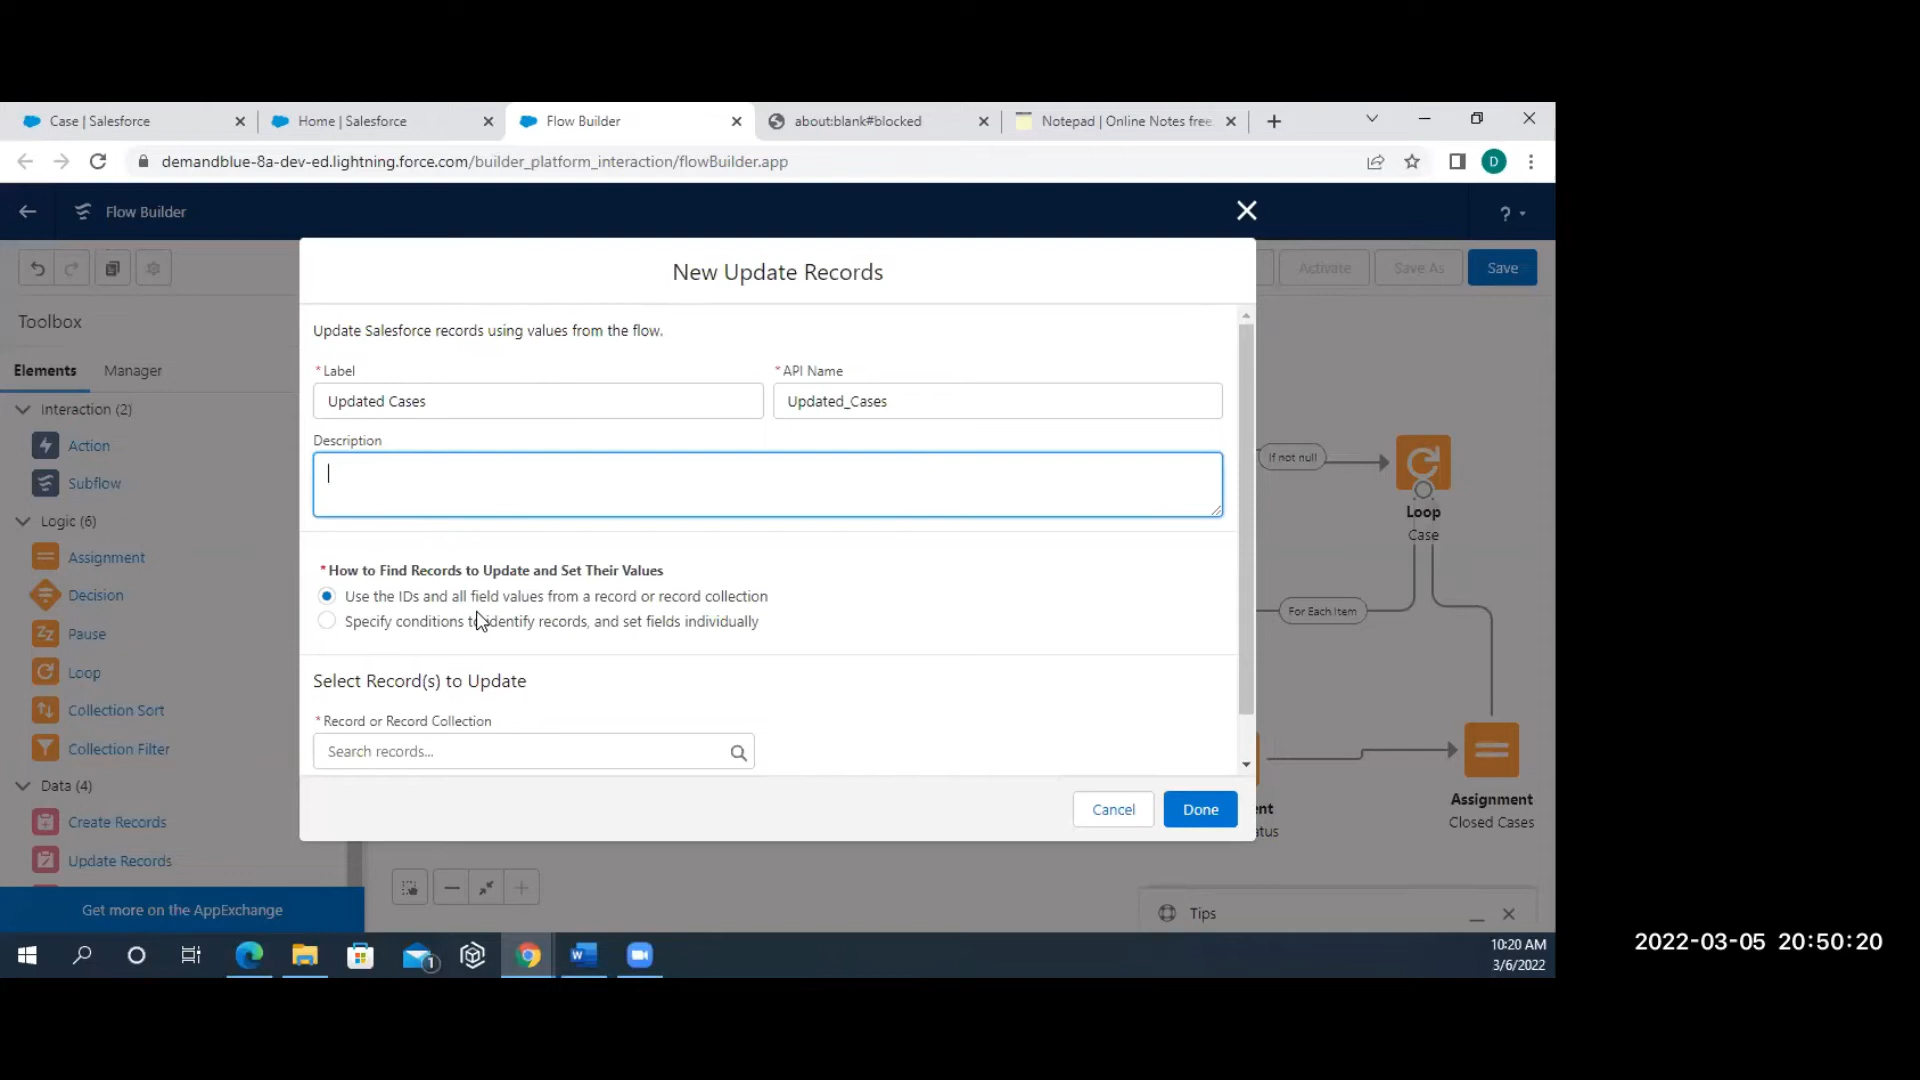 Case | Salesforce
Home | Salesforce
Flow Builder
about:blank#blocked
Notepad | Online Notes free
demandblue-8a-dev-ed.lightning.force.com/builder_platform_interaction/flowBuilder.app
D
Flow Builder
?
New Update Records
Activate
Save As
Save
Toolbox
Update Salesforce records using values from the flow.
Elements
Manager
*Label
*API Name
Updated Cases
Updated_Cases
Interaction (2)
Description
Action
Subflow
If not null
Loop
Case
Logic (6)
Assignment
Decision
Pause
Loop
Collection Sort
Collection Filter
*How to Find Records to Update and Set Their Values
Use the IDs and all field values from a record or record collection
Specify conditions to identify records, and set fields individually
For Each Item
Select Record(s) to Update
*Record or Record Collection
Search records...
Data (4)
Create Records
Update Records
Cancel
Done
nt
atus
Assignment
Closed Cases
Get more on the AppExchange
Tips
1
10:20 AM
3/6/2022
2022-03-05 20:50:20